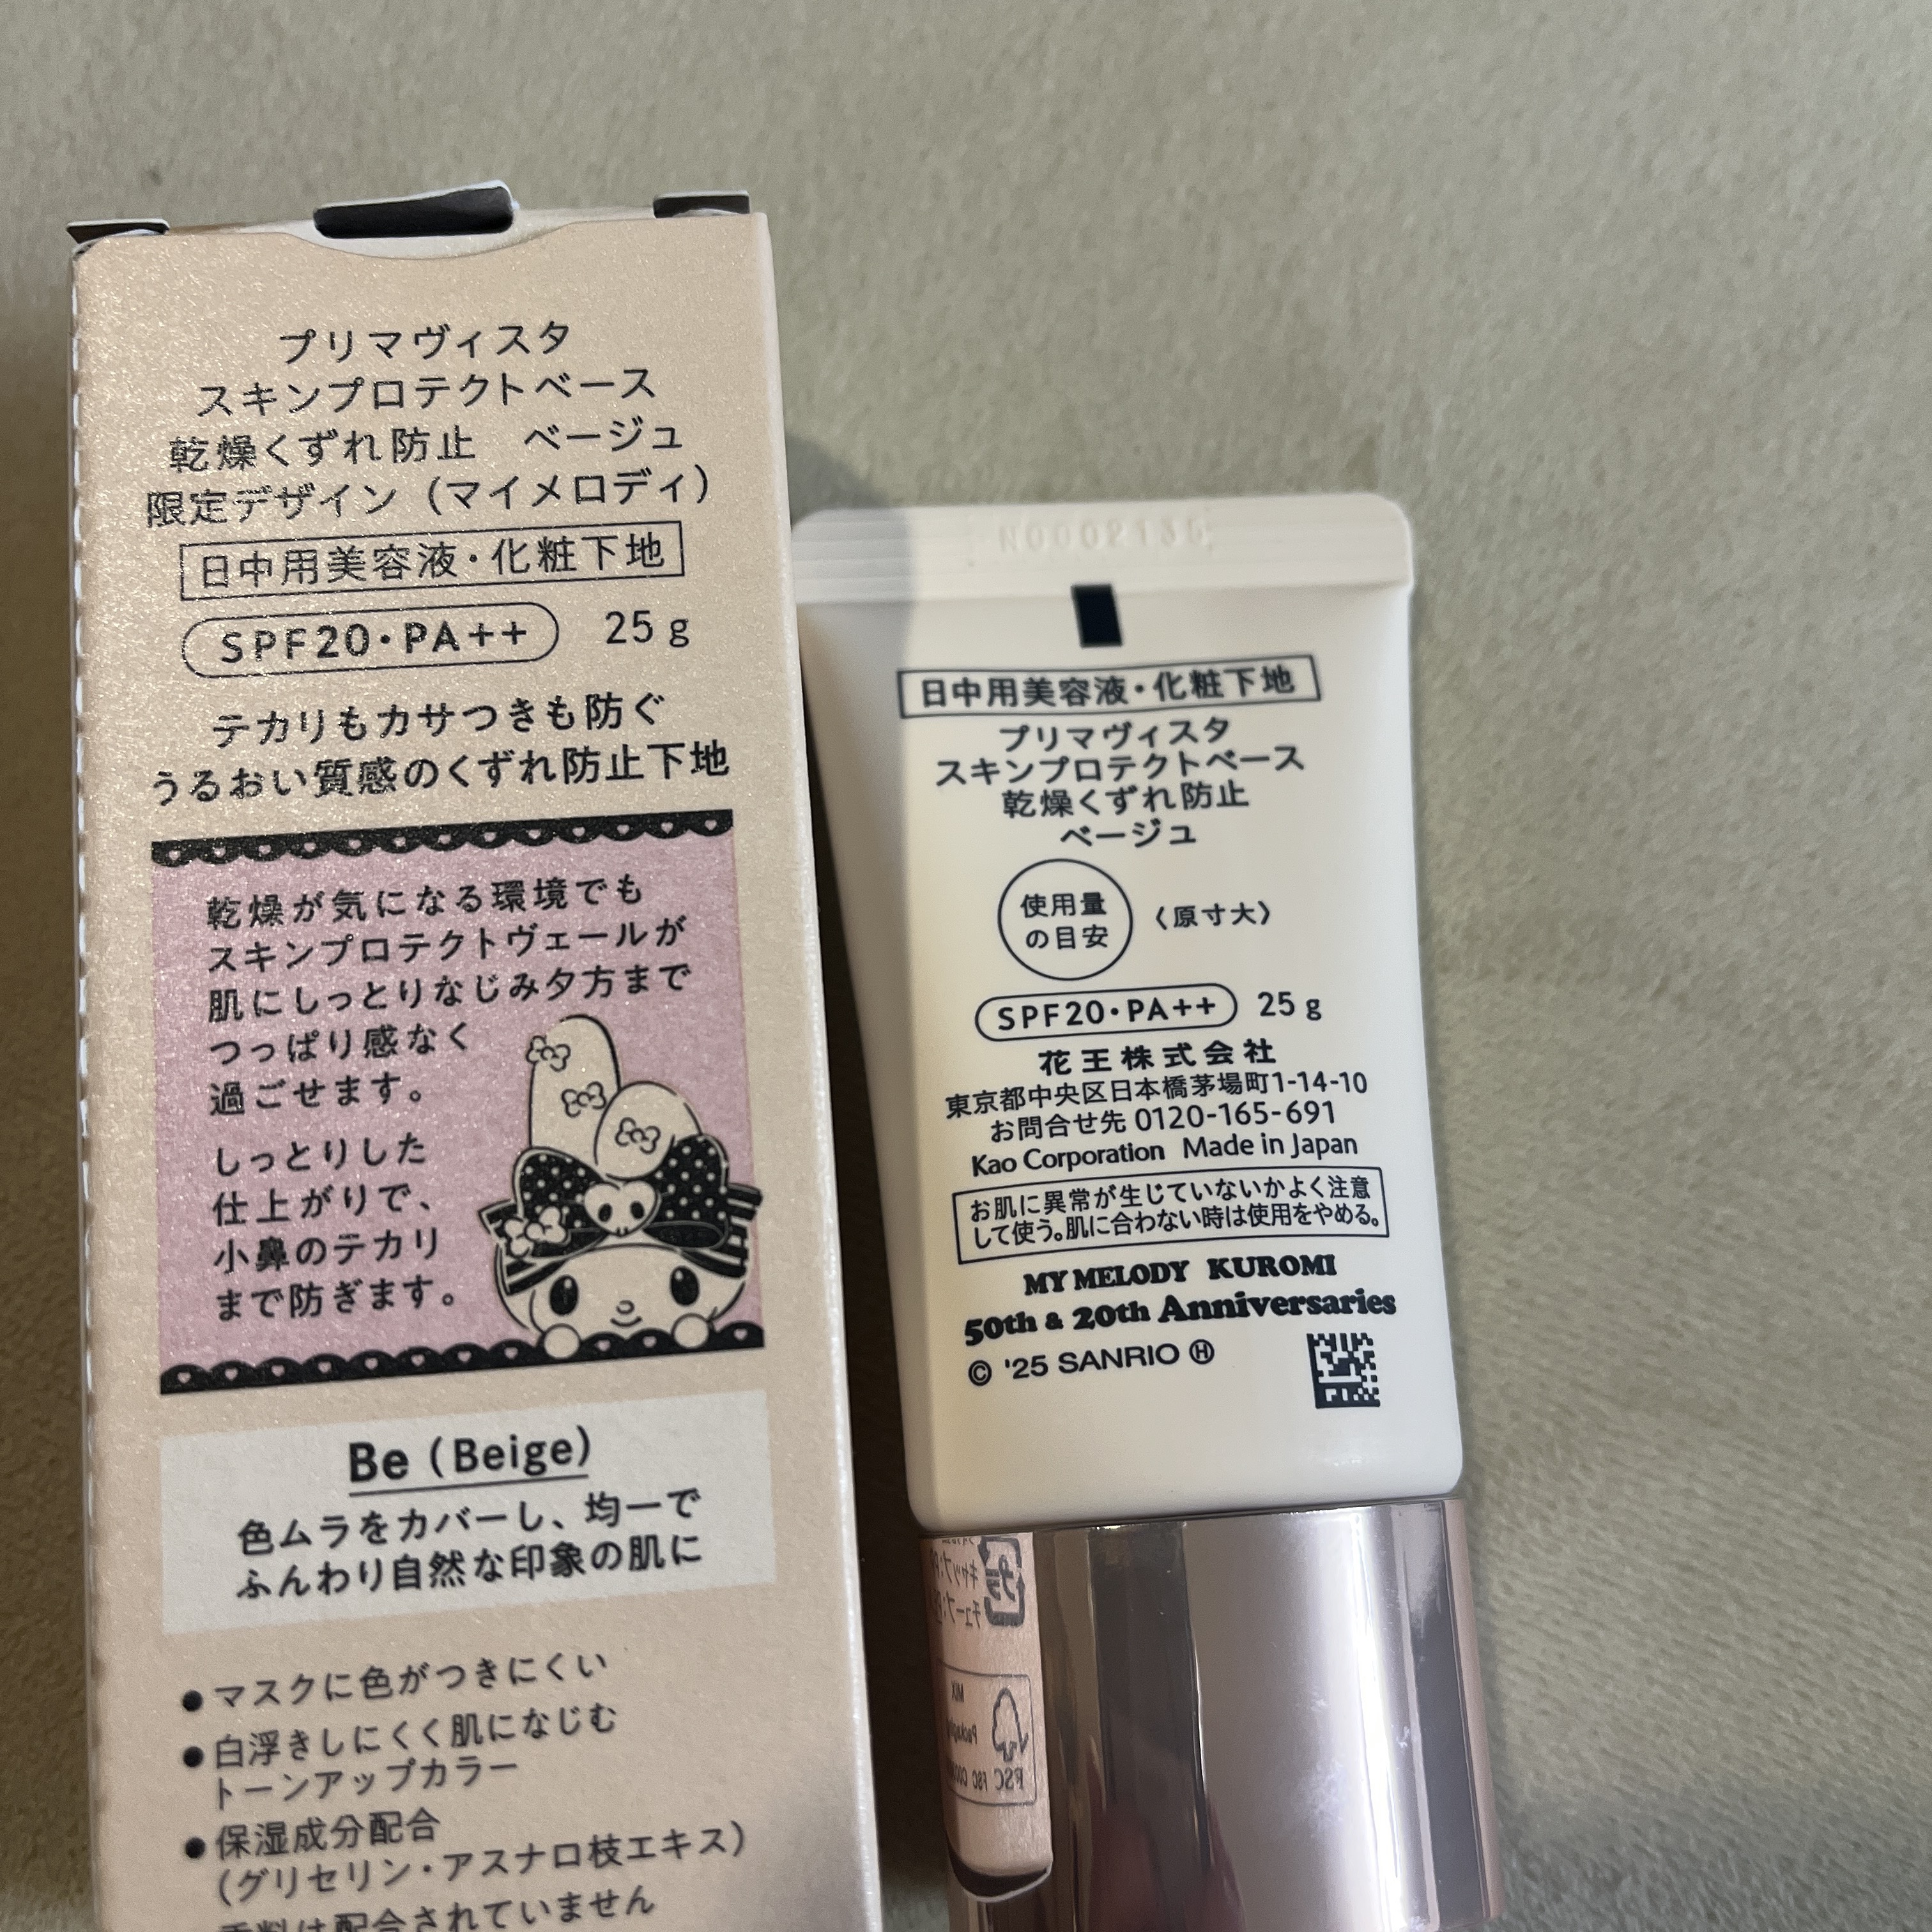 プリマヴィスタ
スキンプロテクトベース
乾燥くずれ防止　ベージュ
限定デザイン（マイメロディ）
日中用美容液・化粧下地
SPF20・PA++　25 g
テカリもカサつきも防ぐ
うるおい質感のくずれ防止下地
乾燥が気になる環境でも
スキンプロテクトヴェールが
肌にしっとりなじみ夕方まで
つっぱり感なく
過ごせます。
しっとりした
仕上がりで、
小鼻のテカリ
まで防ぎます。
Be (Beige)
色ムラをカバーし、均一で
ふんわり自然な印象の肌に
●マスクに色がつきにくい
●白浮きしにくく肌になじむ
トーンアップカラー
●保湿成分配合
(グリセリン・アスナロ枝エキス)
香料は配合されていません
日中用美容液・化粧下地
プリマヴィスタ
スキンプロテクトベース
乾燥くずれ防止
ベージュ
使用量
の目安
〈原寸大〉
SPF20・PA++　25 g
花王株式会社
東京都中央区日本橋茅場町1-14-10
お問合せ先 0120-165-691
Kao Corporation Made in Japan
お肌に異常が生じていないかよく注意
して使う。肌に合わない時は使用をやめる。
MY MELODY KUROMI
50th & 20th Anniversaries
© '25 SANRIO Ⓗ